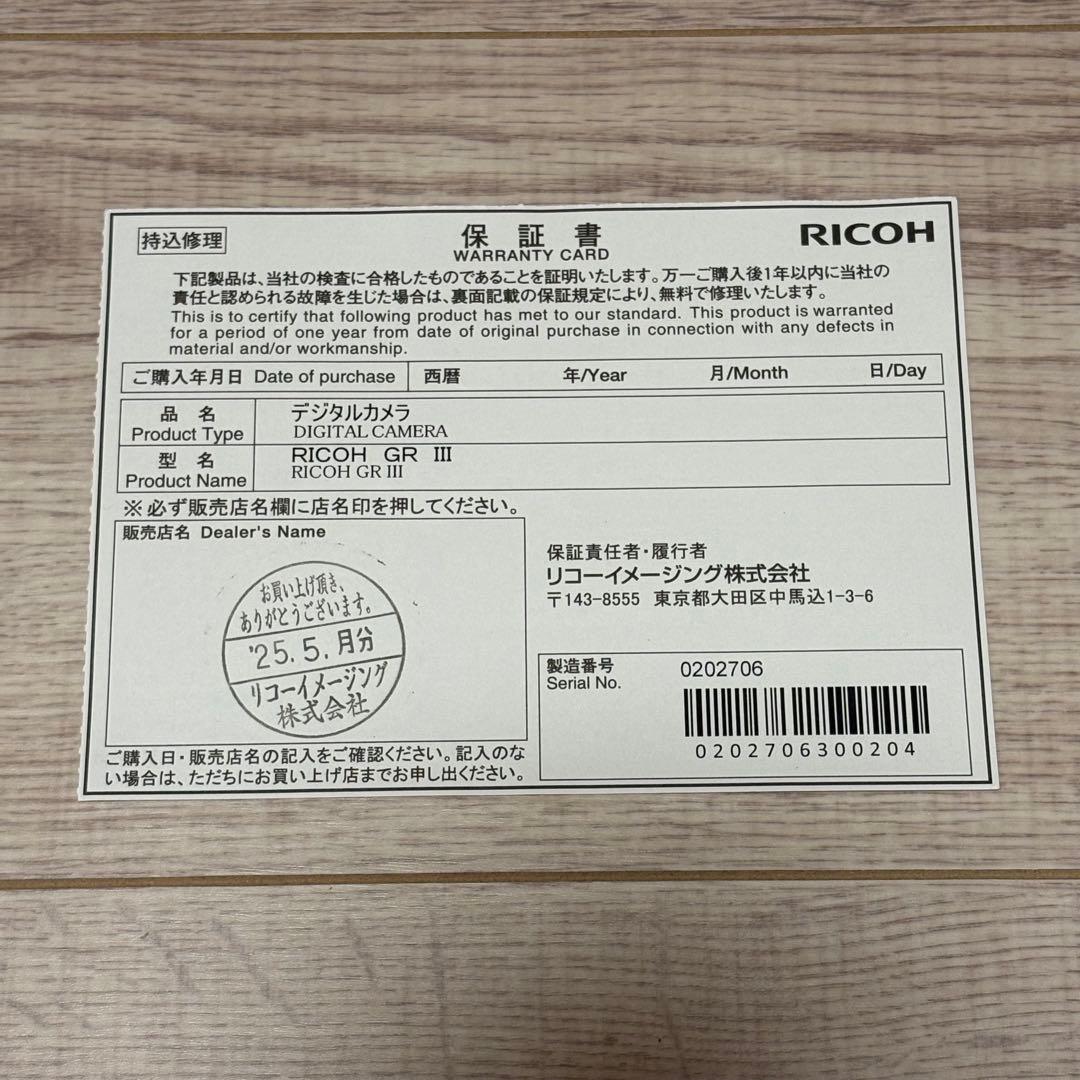 持込修理
保証書
WARRANTY CARD
RICOH
下記製品は、当社の検査に合格したものであることを証明いたします。万一ご購入後1年以内に当社の
責任と認められる故障を生じた場合は、裏面記載の保証規定により、無料で修理いたします。
This is to certify that following product has met to our standard. This product is warranted
for a period of one year from date of original purchase in connection with any defects in
material and/or workmanship.
ご購入年月日 Date of purchase 西暦 年/Year 月/Month 日/Day
品名 デジタルカメラ
Product Type DIGITAL CAMERA
型名 RICOH GR III
Product Name RICOH GR III
※必ず販売店名欄に店名印を押してください。
販売店名 Dealer's Name
お買い上げ頂き、
ありがとうございます。
'25.5.月分
リコーイメージング
株式会社
ご購入日・販売店名の記入をご確認ください。記入のな
い場合は、ただちにお買い上げ店までお申し出ください。
保証責任者・履行者
リコーイメージング株式会社
〒143-8555 東京都大田区中馬込1-3-6
製造番号 0202706
Serial No.
0202706300204